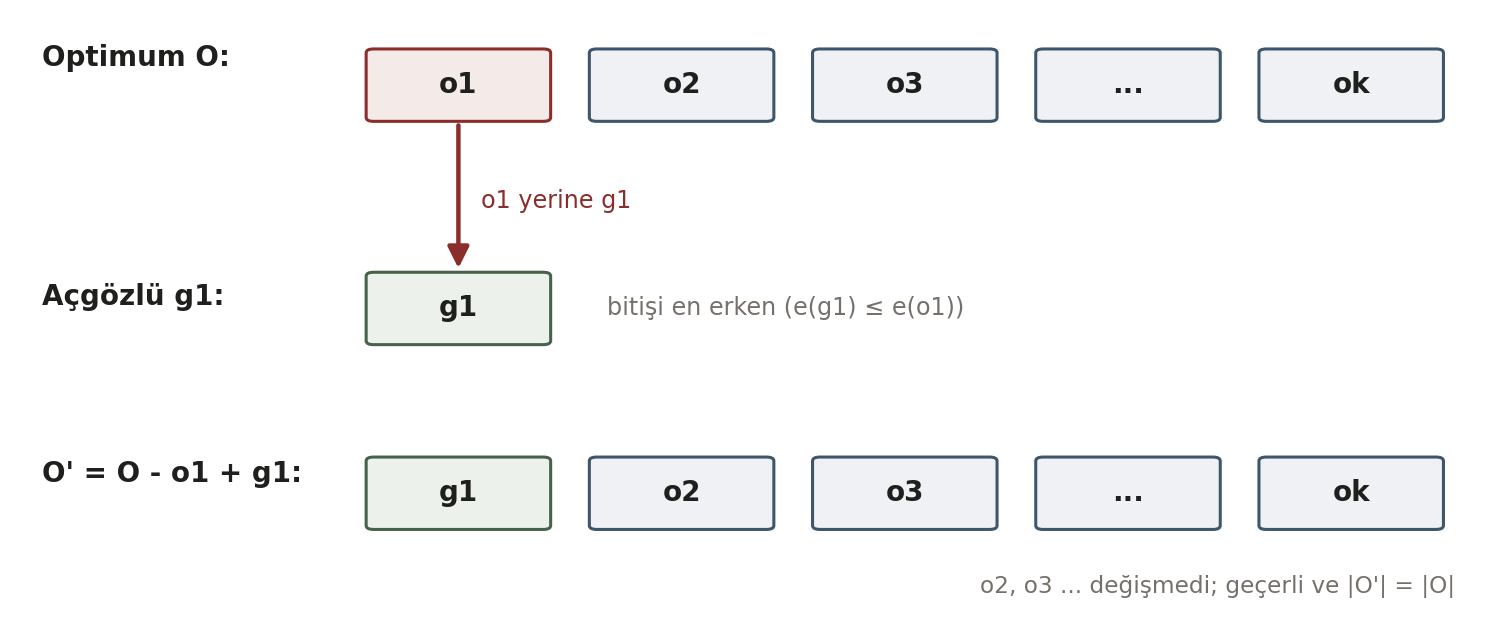 Optimum O:
o1 o2 o3 ... ok
o1 yerine g1
Açgözlü g1:
g1 bitişi en erken (e(g1) ≤ e(o1))
O' = O - o1 + g1:
g1 o2 o3 ... ok
o2, o3 ... değişmedi; geçerli ve |O'| = |O|